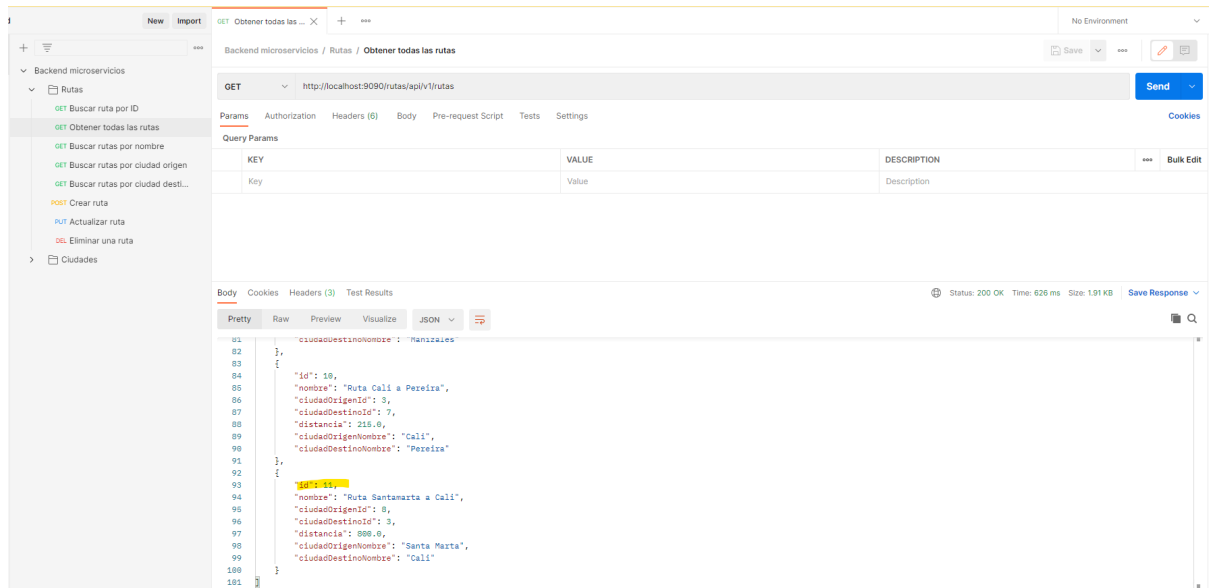 New Import GET Obtener todas las ... No Environment
Backend microservicios / Rutas / Obtener todas las rutas Save
Backend microservicios
Rutas
GET Buscar ruta por ID
GET Obtener todas las rutas
GET Buscar rutas por nombre
GET Buscar rutas por ciudad origen
GET Buscar rutas por ciudad desti...
POST Crear ruta
PUT Actualizar ruta
DEL Eliminar una ruta
Ciudades
GET http://localhost:9090/rutas/api/v1/rutas Send
Params Authorization Headers (6) Body Pre-request Script Tests Settings Cookies
Query Params
KEY VALUE DESCRIPTION Bulk Edit
Key Value Description
Body Cookies Headers (3) Test Results Status: 200 OK Time: 626 ms Size: 1.91 KB Save Response
Pretty Raw Preview Visualize JSON
81 "ciudadDestinoNombre": "Manizales"
82 },
83 {
84 "id": 10,
85 "nombre": "Ruta Cali a Pereira",
86 "ciudadOrigenId": 3,
87 "ciudadDestinoId": 7,
88 "distancia": 215.0,
89 "ciudadOrigenNombre": "Cali",
90 "ciudadDestinoNombre": "Pereira"
91 },
92 {
93 "id": 11,
94 "nombre": "Ruta Santamarta a Cali",
95 "ciudadOrigenId": 8,
96 "ciudadDestinoId": 3,
97 "distancia": 800.0,
98 "ciudadOrigenNombre": "Santa Marta",
99 "ciudadDestinoNombre": "Cali"
100 }
101 ]